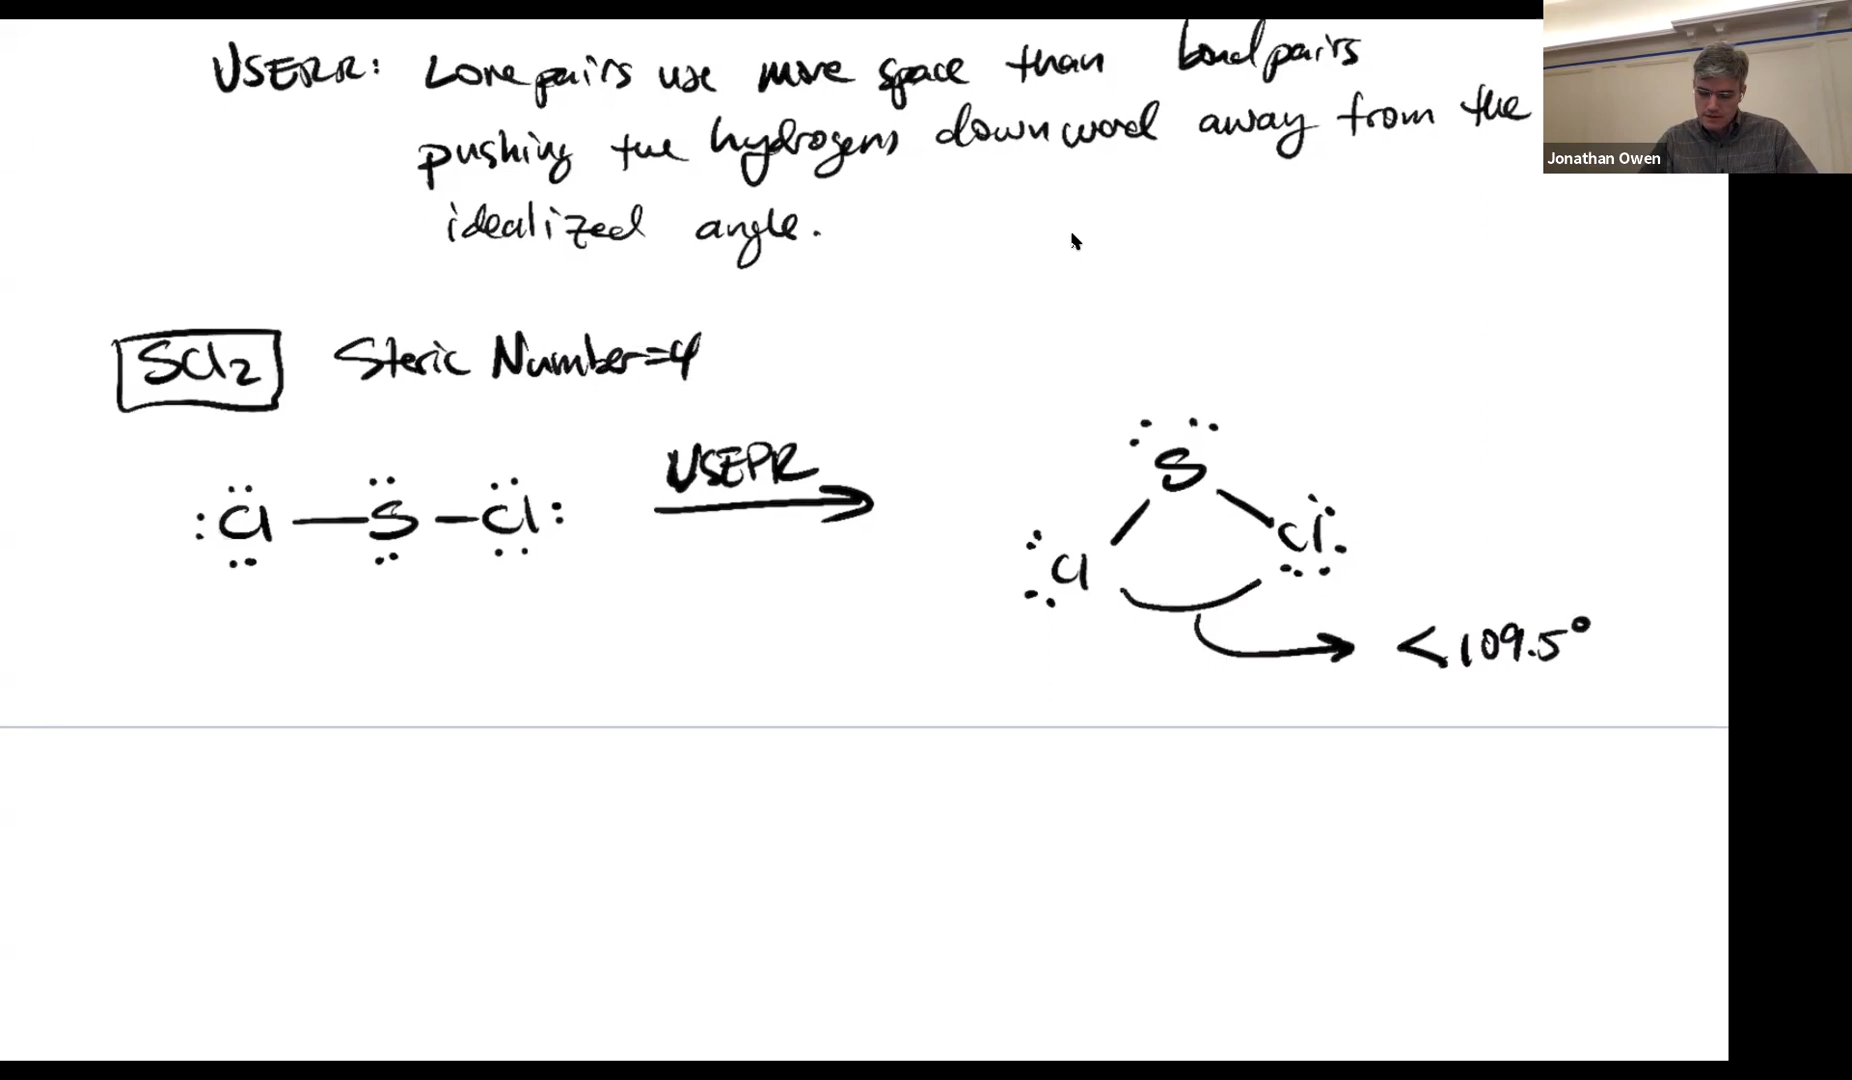 VSERR: Lone pairs use more space than bond pairs
pushing the hydrogens downward away from the
idealized angle.
Jonathan Owen
SCl2 Steric Number=4
:Cl—S—Cl: VSEPR S
Cl Cl
<109.5°